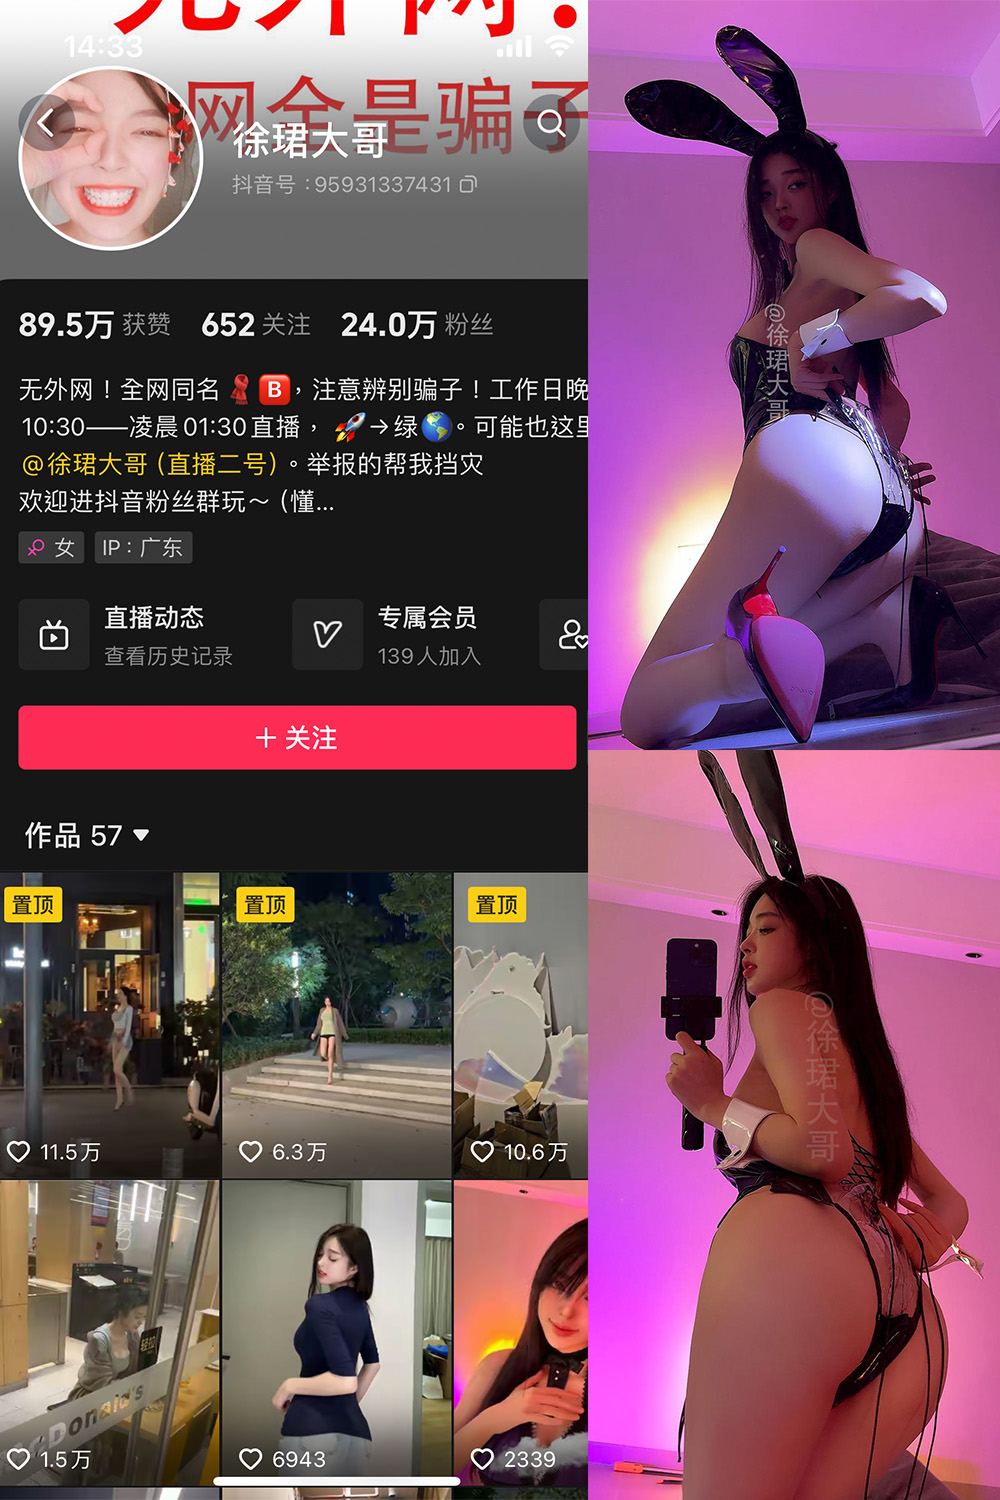 无外网！
网全是骗子
14:33
徐珺大哥
抖音号：95931337431
89.5万 获赞 652 关注 24.0万 粉丝
无外网！全网同名🧣🅱️，注意辨别骗子！工作日晚
10:30——凌晨01:30直播，🚀→绿🌎。可能也这里
@徐珺大哥（直播二号）。举报的帮我挡灾
欢迎进抖音粉丝群玩～（懂...
女 IP：广东
直播动态
查看历史记录
专属会员
139人加入
＋关注
作品 57
置顶 置顶 置顶
11.5万 6.3万 10.6万
McDonald's
1.5万 6943 2339
@徐珺大哥
@徐珺大哥